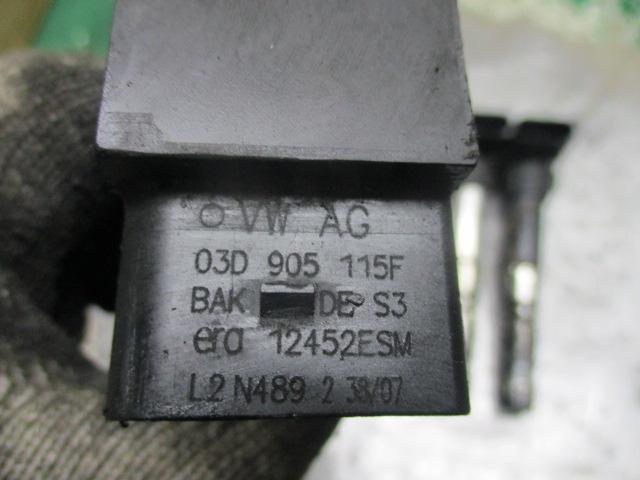 VW AG
03D 905 115F
BAK DE S3
era 12452ESM
L2 N489 2 38/07